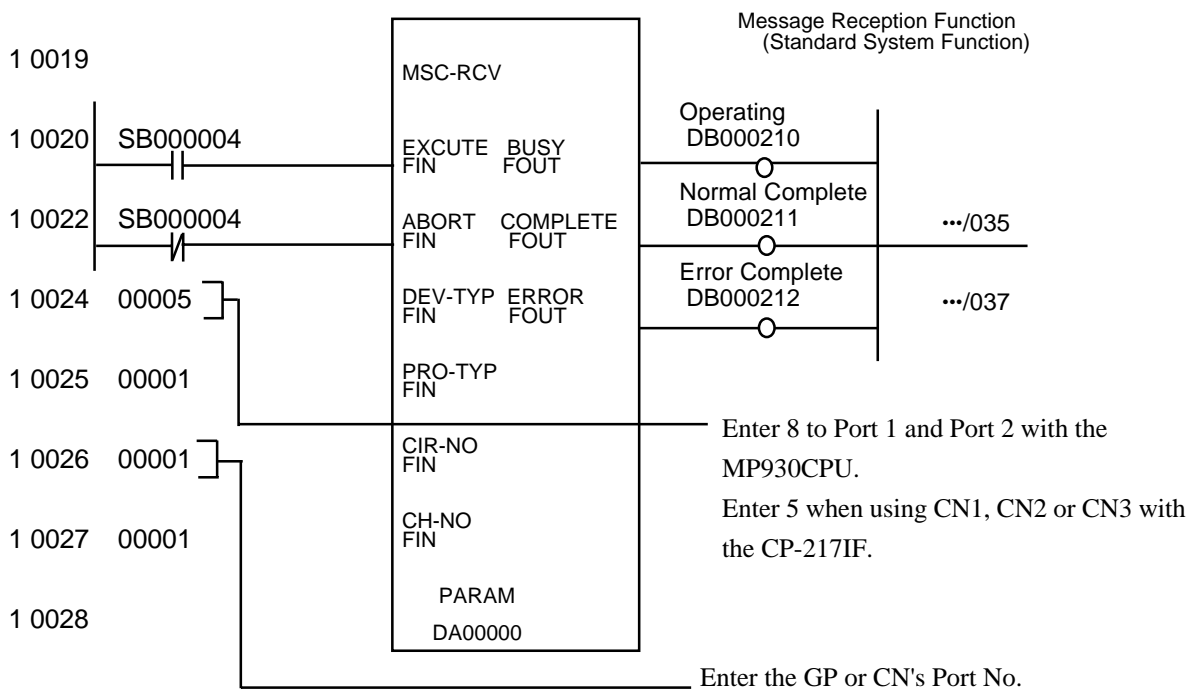 Message Reception Function
(Standard System Function)
1 0019
MSC-RCV
Operating
1 0020 SB000004 EXCUTE BUSY DB000210
FIN FOUT
Normal Complete
1 0022 SB000004 ABORT COMPLETE DB000211 •••/035
FIN FOUT
Error Complete
1 0024 00005 DEV-TYP ERROR DB000212 •••/037
FIN FOUT
1 0025 00001 PRO-TYP
FIN
Enter 8 to Port 1 and Port 2 with the
MP930CPU.
1 0026 00001 CIR-NO
FIN
Enter 5 when using CN1, CN2 or CN3 with
the CP-217IF.
1 0027 00001 CH-NO
FIN
PARAM
1 0028
DA00000
Enter the GP or CN's Port No.